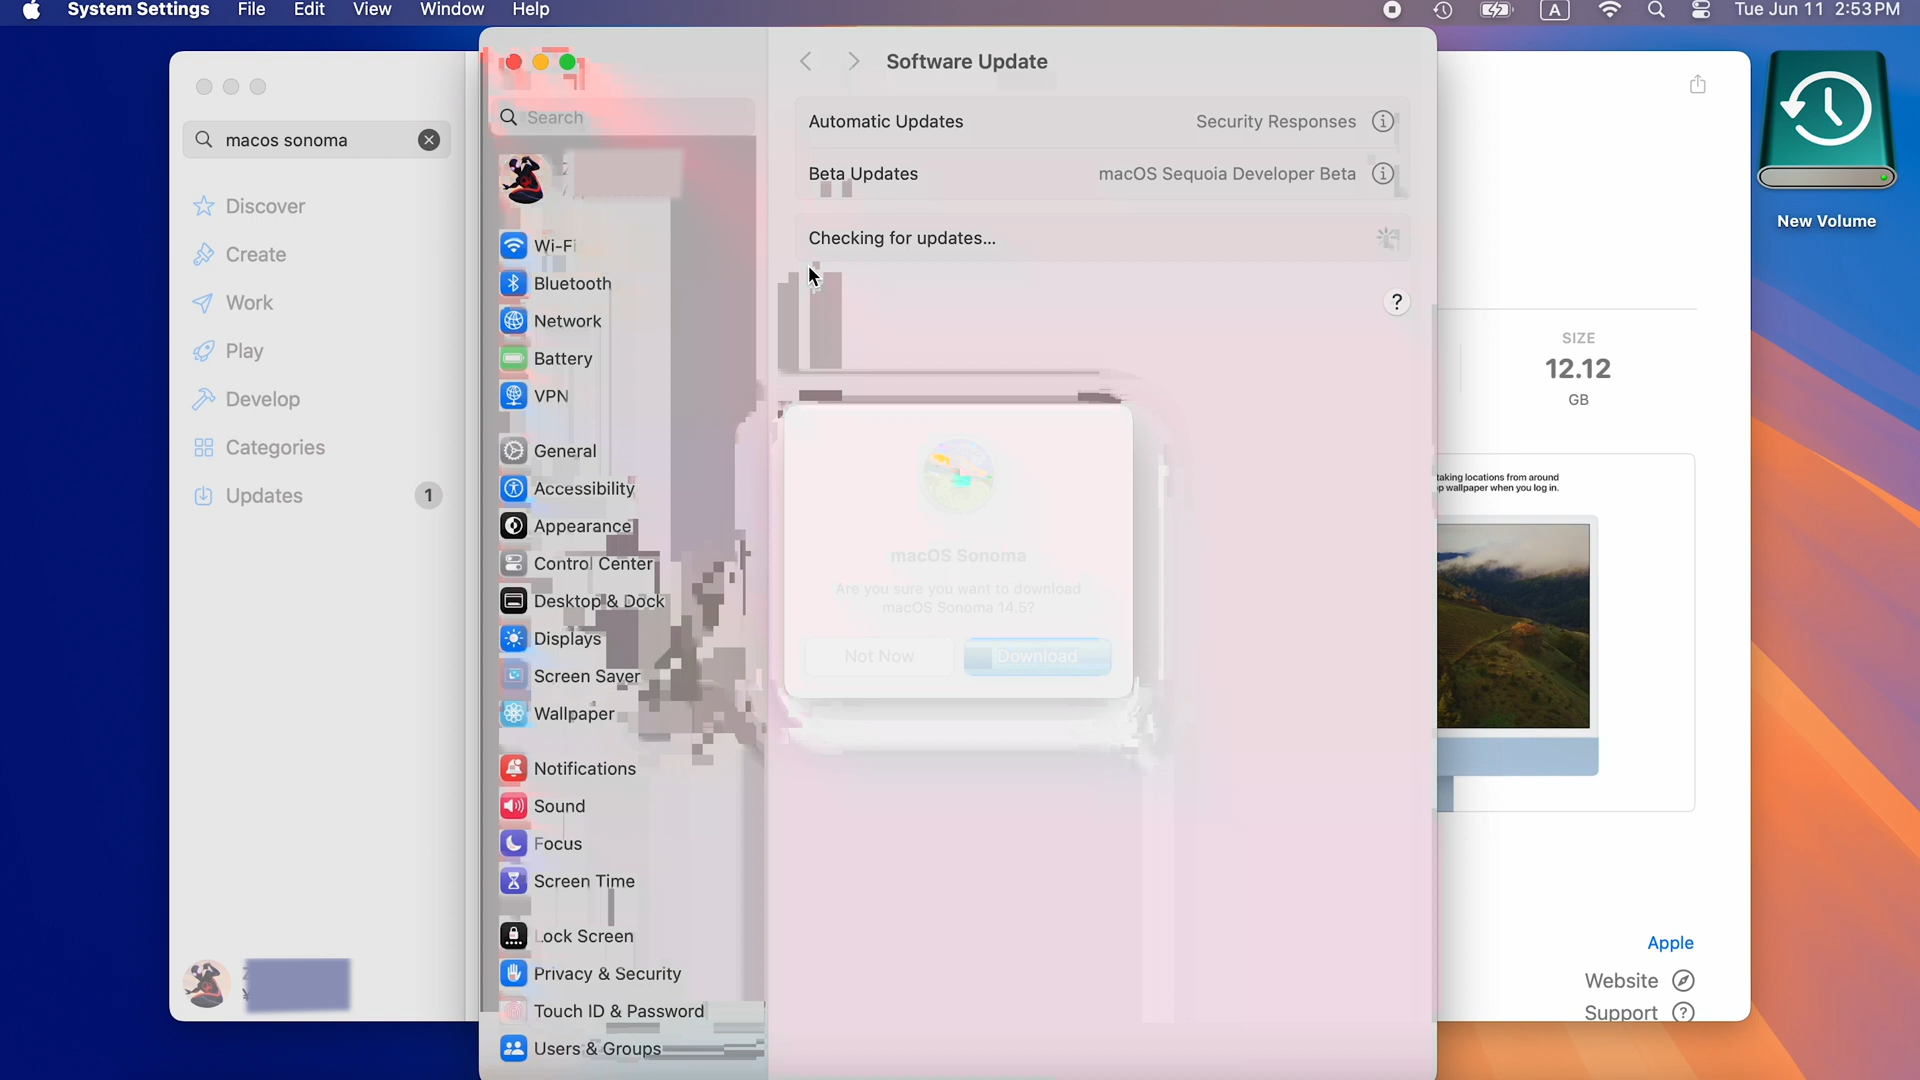 System Settings File Edit View Window Help
A Tue Jun 11 2:53 PM
macos sonoma
Discover
Create
Work
Play
Develop
Categories
Updates 1
Search
Wi-Fi
Bluetooth
Network
Battery
VPN
General
Accessibility
Appearance
Control Center
Desktop & Dock
Displays
Screen Saver
Wallpaper
Notifications
Sound
Focus
Screen Time
Lock Screen
Privacy & Security
Touch ID & Password
Users & Groups
Software Update
Automatic Updates Security Responses
Beta Updates macOS Sequoia Developer Beta
Checking for updates...
?
macOS Sonoma
Are you sure you want to download
macOS Sonoma 14.5?
Not Now Download
SIZE
12.12
GB
taking locations from around
wallpaper when you log in.
Apple
Website
Support ?
New Volume